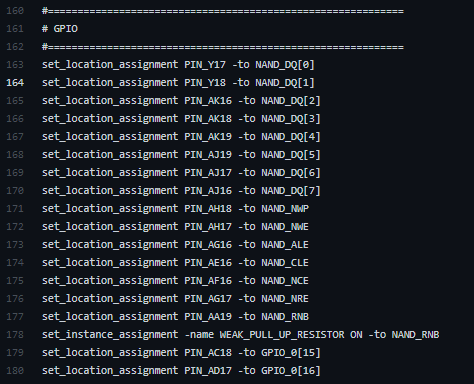 160 #===========================================================
161 # GPIO
162 #===========================================================
163 set_location_assignment PIN_Y17 -to NAND_DQ[0]
164 set_location_assignment PIN_Y18 -to NAND_DQ[1]
165 set_location_assignment PIN_AK16 -to NAND_DQ[2]
166 set_location_assignment PIN_AK18 -to NAND_DQ[3]
167 set_location_assignment PIN_AK19 -to NAND_DQ[4]
168 set_location_assignment PIN_AJ19 -to NAND_DQ[5]
169 set_location_assignment PIN_AJ17 -to NAND_DQ[6]
170 set_location_assignment PIN_AJ16 -to NAND_DQ[7]
171 set_location_assignment PIN_AH18 -to NAND_NWP
172 set_location_assignment PIN_AH17 -to NAND_NWE
173 set_location_assignment PIN_AG16 -to NAND_ALE
174 set_location_assignment PIN_AE16 -to NAND_CLE
175 set_location_assignment PIN_AF16 -to NAND_NCE
176 set_location_assignment PIN_AG17 -to NAND_NRE
177 set_location_assignment PIN_AA19 -to NAND_RNB
178 set_instance_assignment -name WEAK_PULL_UP_RESISTOR ON -to NAND_RNB
179 set_location_assignment PIN_AC18 -to GPIO_0[15]
180 set_location_assignment PIN_AD17 -to GPIO_0[16]